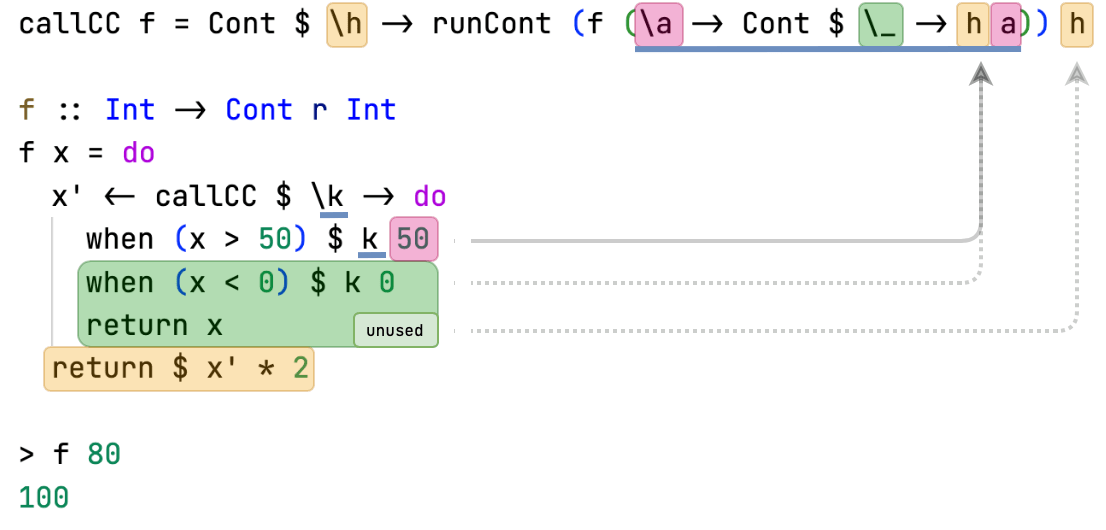 callCC f = Cont $ \h → runCont (f (\a → Cont $ \_ → h a)) h
f :: Int → Cont r Int
f x = do
x' ← callCC $ \k → do
when (x > 50) $ k 50
when (x < 0) $ k 0
return x unused
return $ x' * 2
> f 80
100